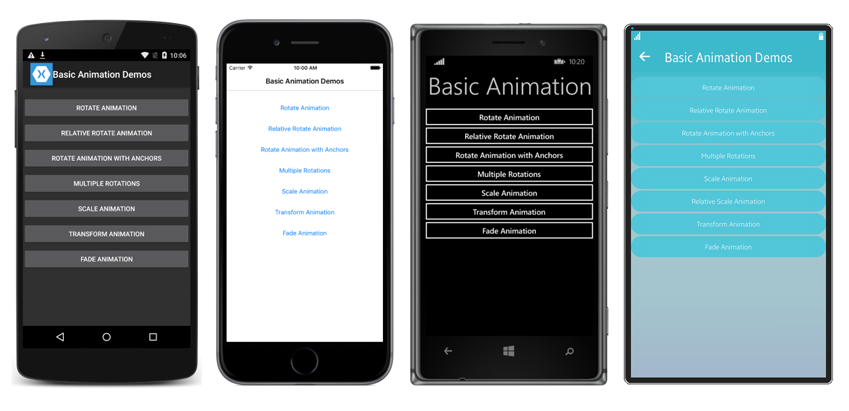 10:06
Basic Animation Demos
ROTATE ANIMATION
RELATIVE ROTATE ANIMATION
ROTATE ANIMATION WITH ANCHORS
MULTIPLE ROTATIONS
SCALE ANIMATION
TRANSFORM ANIMATION
FADE ANIMATION
Carrier 10:00 AM
Basic Animation Demos
Rotate Animation
Relative Rotate Animation
Rotate Animation with Anchors
Multiple Rotations
Scale Animation
Transform Animation
Fade Animation
10:20
Basic Animation
Rotate Animation
Relative Rotate Animation
Rotate Animation with Anchors
Multiple Rotations
Scale Animation
Transform Animation
Fade Animation
Basic Animation Demos
Rotate Animation
Relative Rotate Animation
Rotate Animation with Anchors
Multiple Rotations
Scale Animation
Relative Scale Animation
Transform Animation
Fade Animation